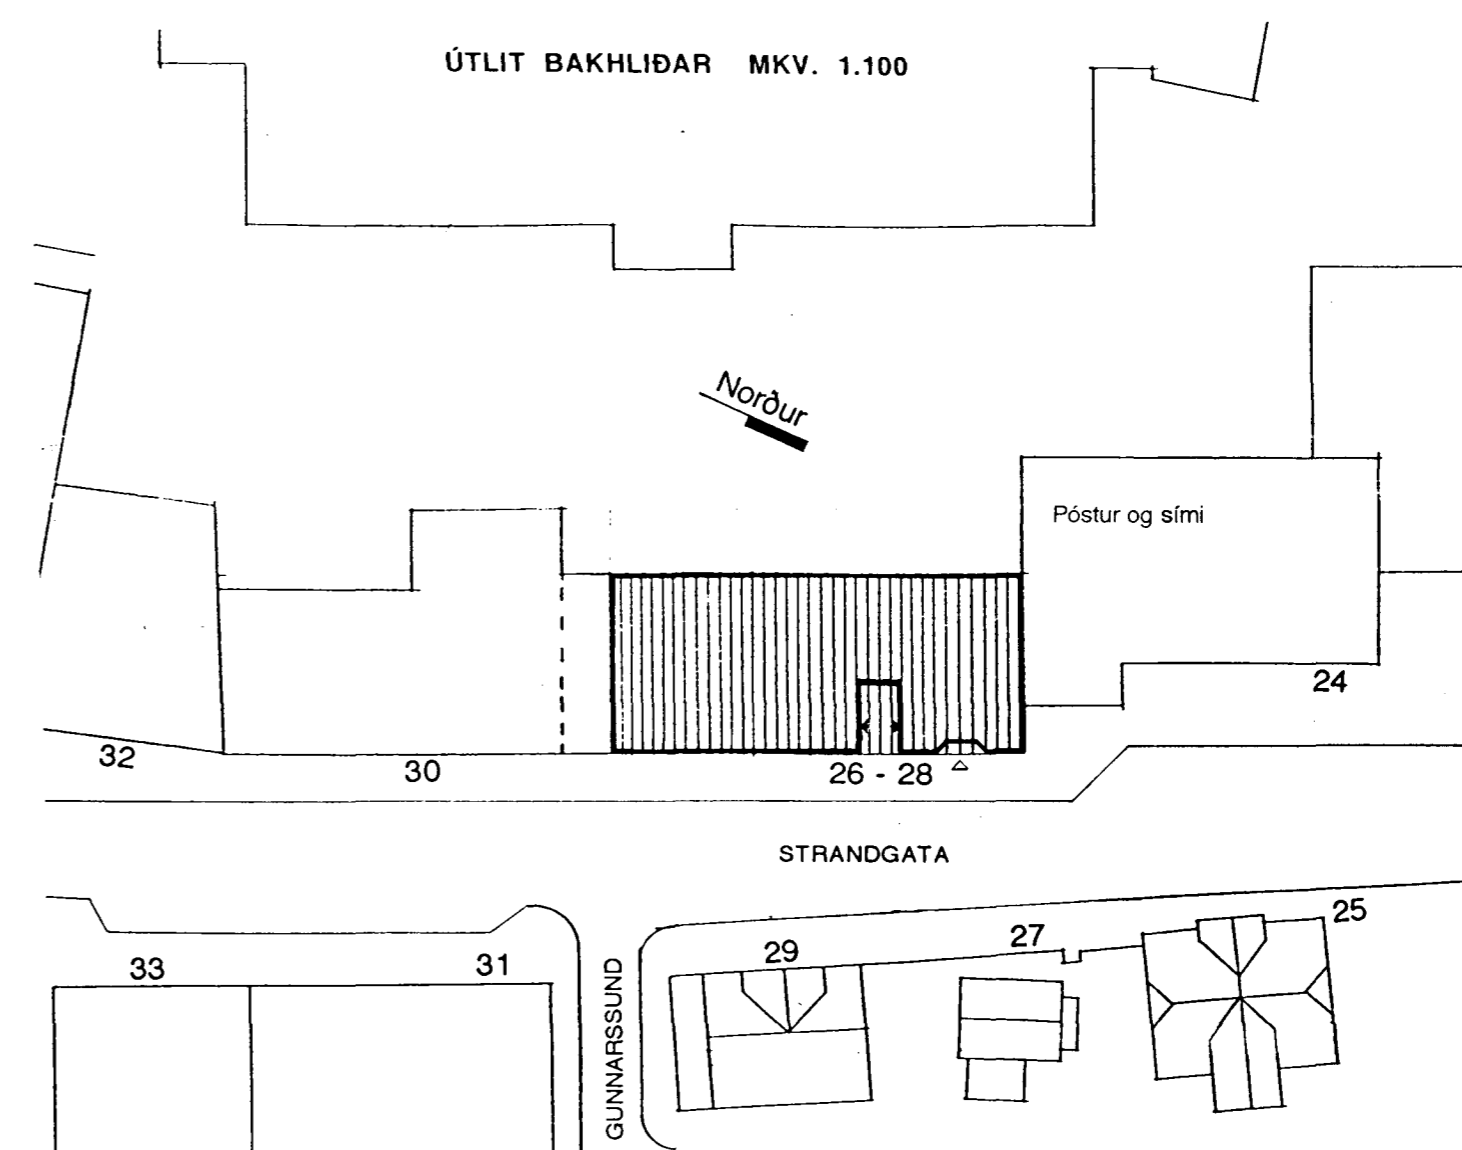 ÚTLIT BAKHLIÐAR MKV. 1.100
Norður
Póstur og sími
24
32
30
26 - 28
STRANDGATA
25
27
29
31
33
GUNNARSSUND